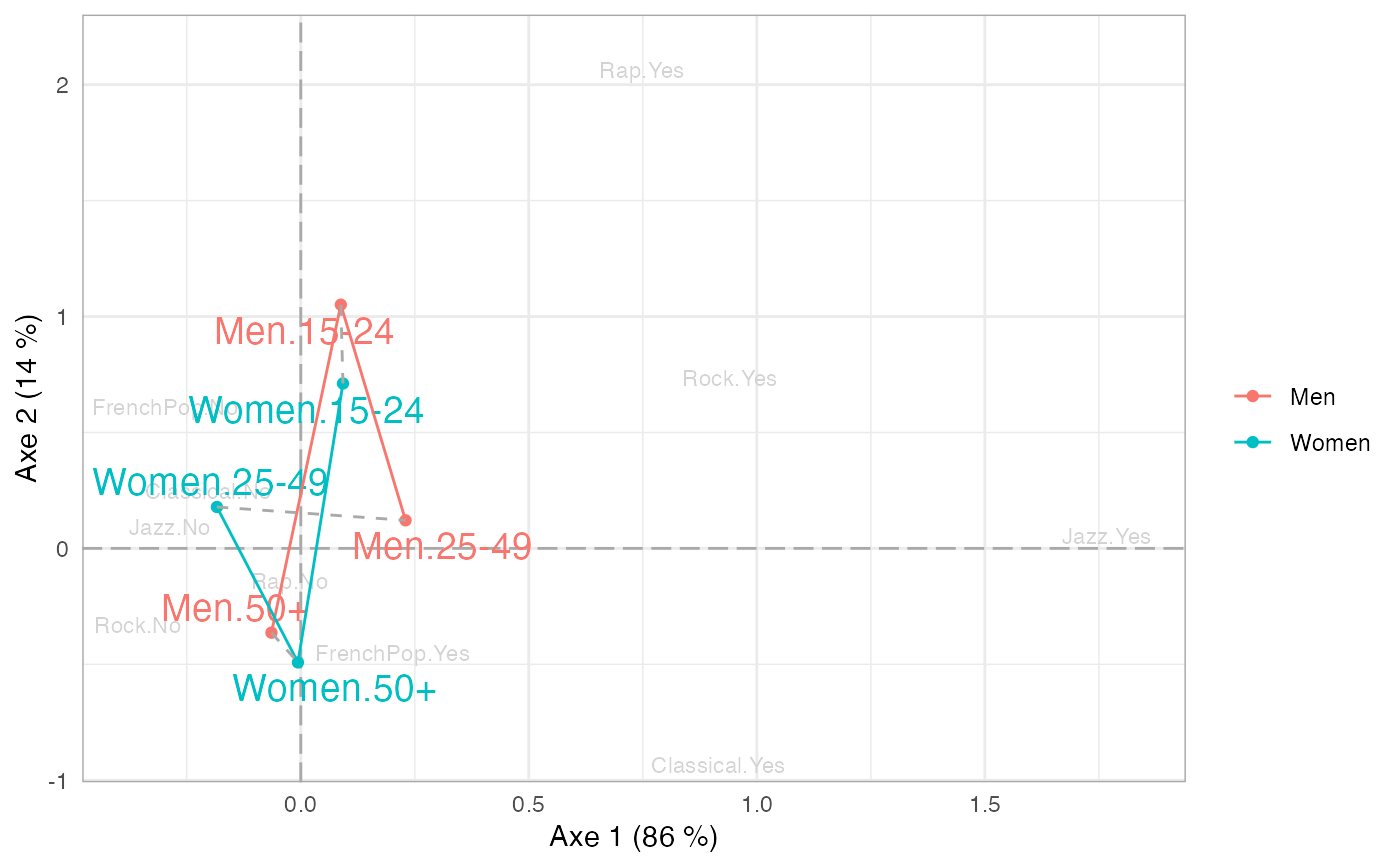 Rap.Yes
2
1
Men.15-24
Rock.Yes
FrenchPop.No
Women.15-24
Men
Women
Women.25-49
Classical.No
Jazz.No
Men.25-49
Jazz.Yes
0
Rap.No
Men.50+
Rock.No
FrenchPop.Yes
Women.50+
Classical.Yes
-1
0.0 0.5 1.0 1.5
Axe 1 (86 %)
Axe 2 (14 %)